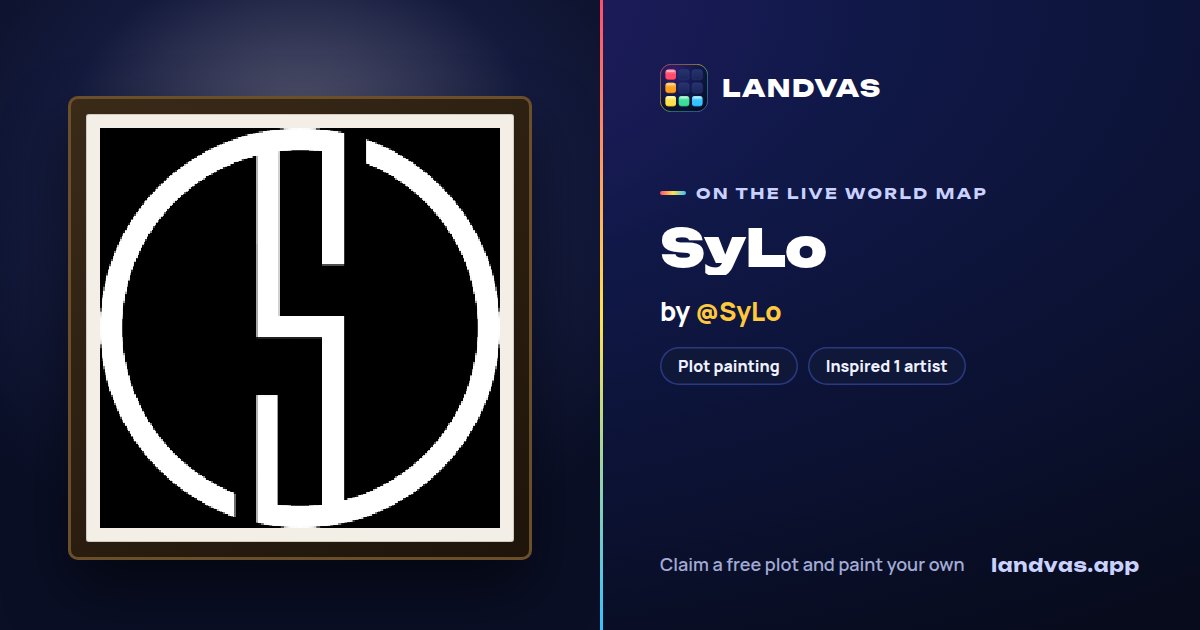 LANDVAS
ON THE LIVE WORLD MAP
SyLo
by @SyLo
Plot painting
Inspired 1 artist
Claim a free plot and paint your own
landvas.app